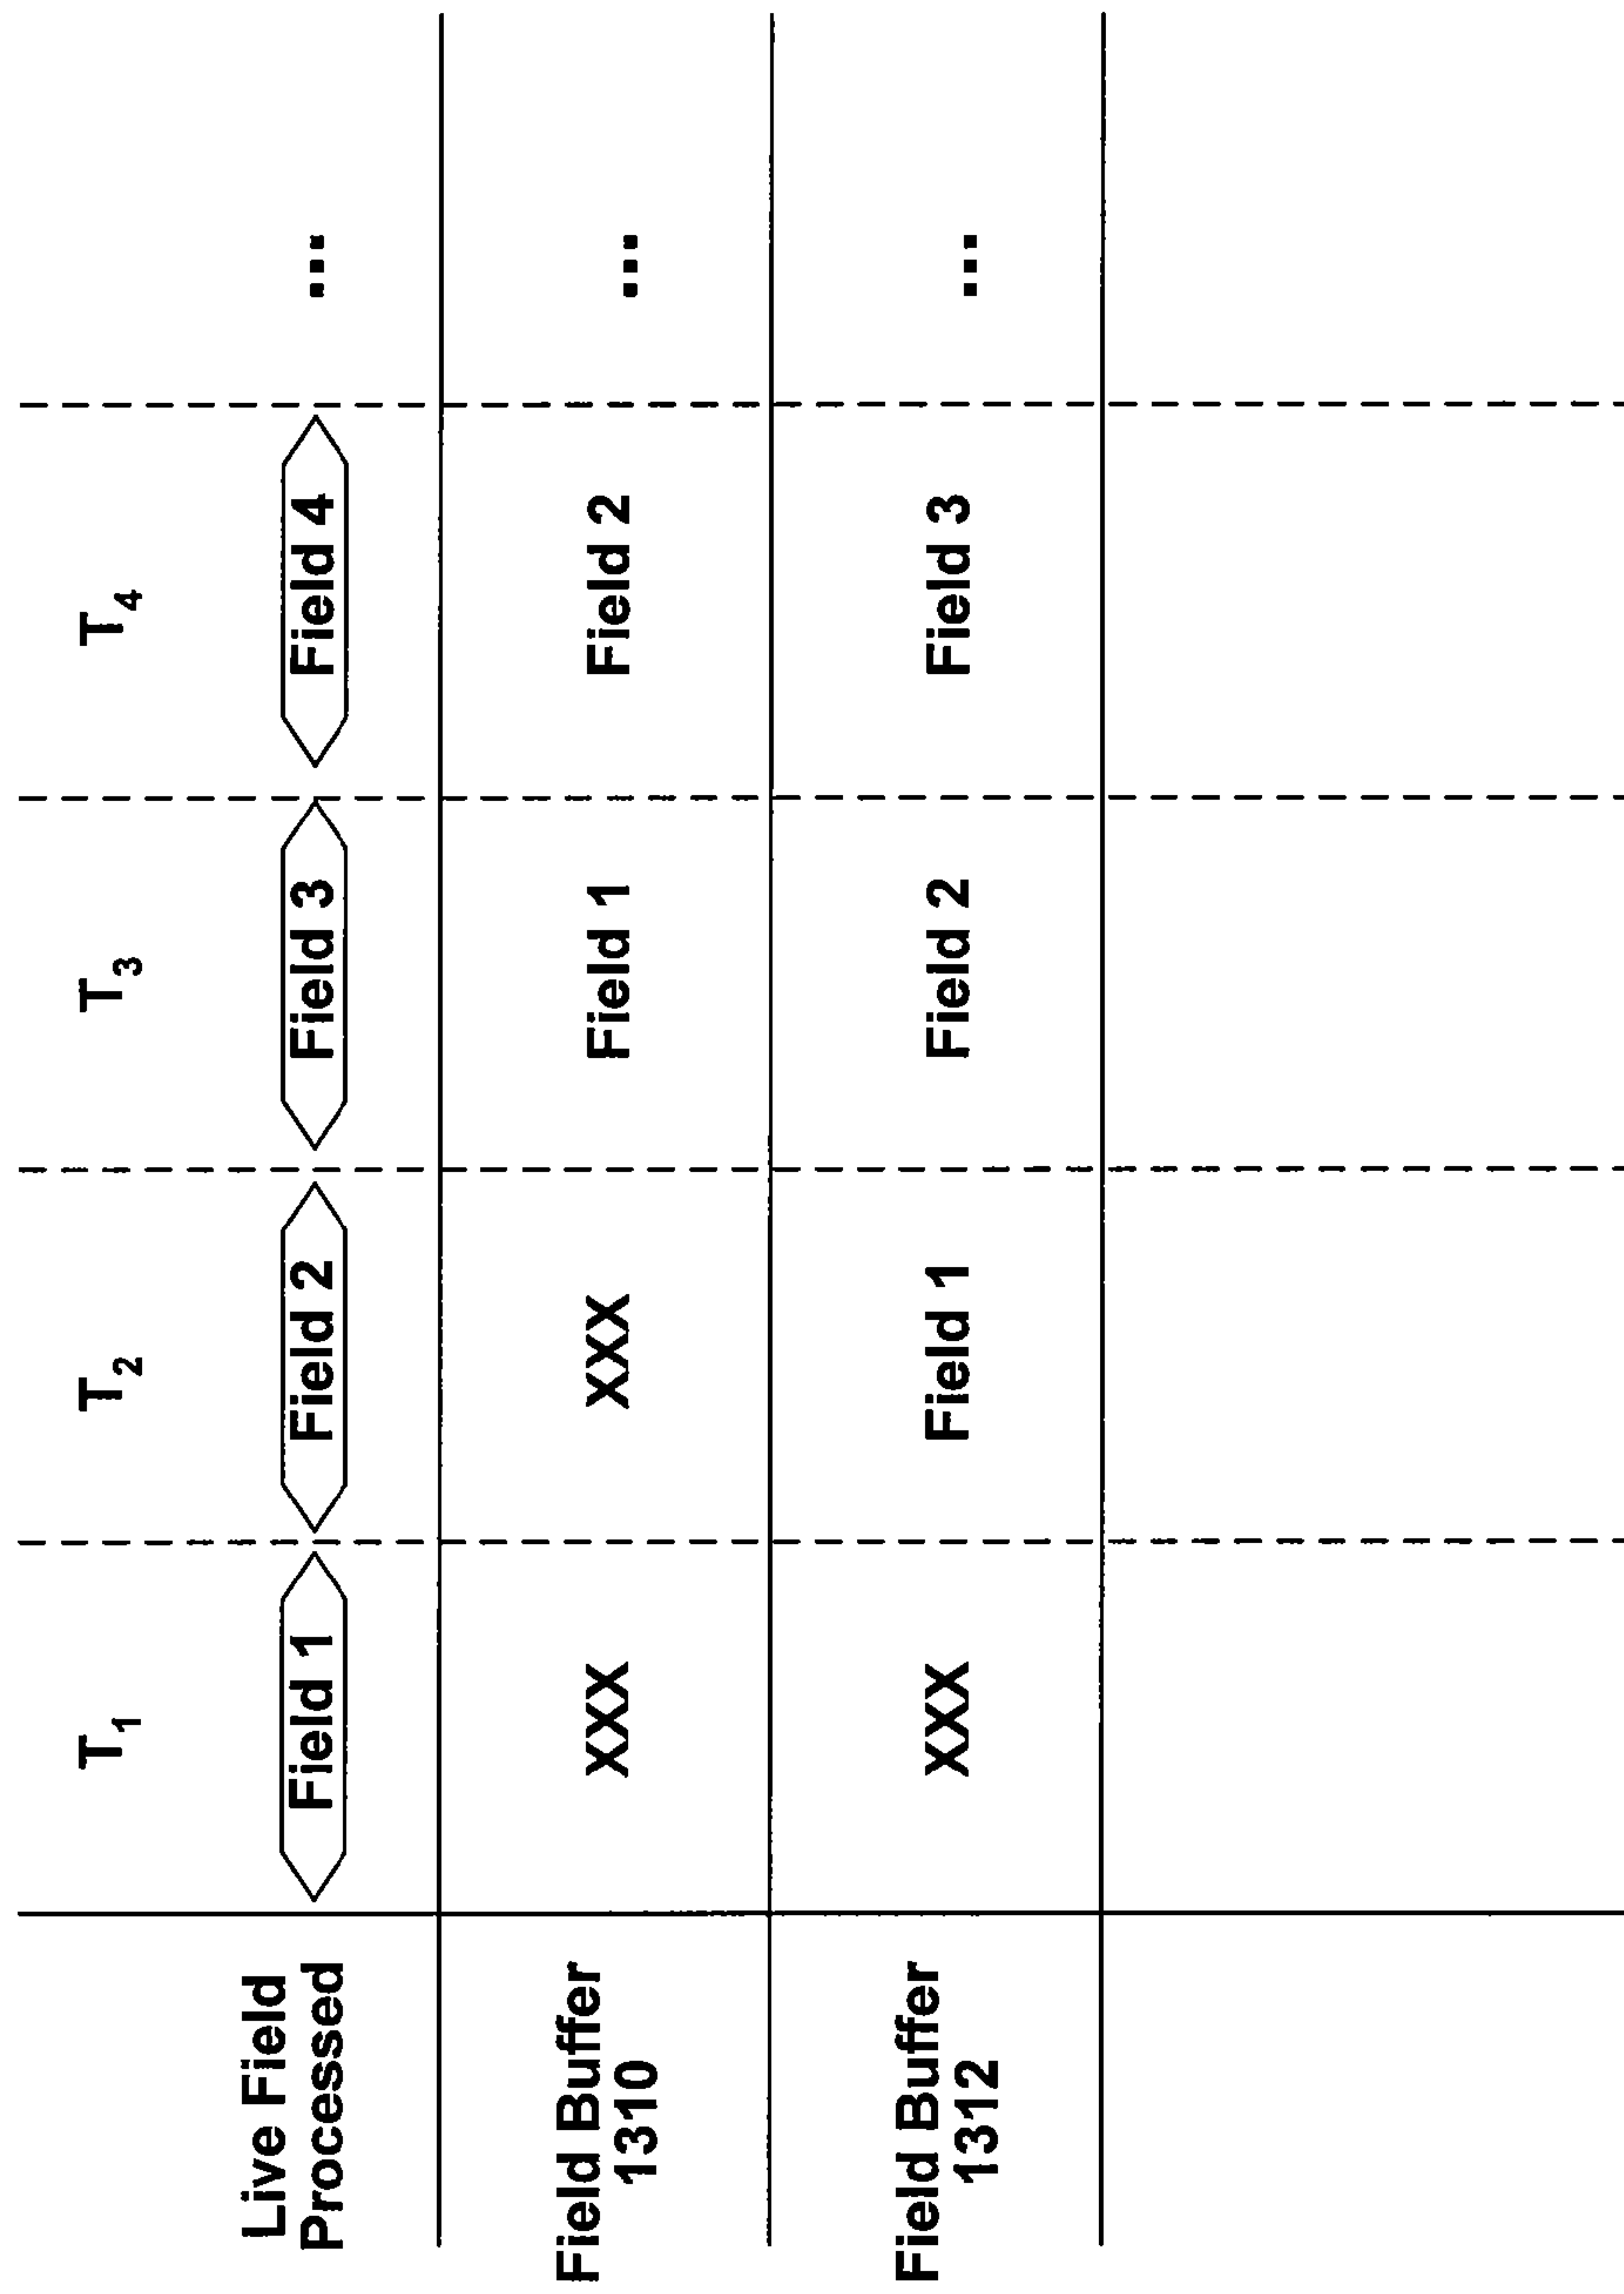 T1 T2 T3 T4
Live Field
Processed
Field 1 Field 2 Field 3 Field 4 ...
Field Buffer
1310
XXX XXX Field 1 Field 2 ...
Field Buffer
1312
XXX Field 1 Field 2 Field 3 ...